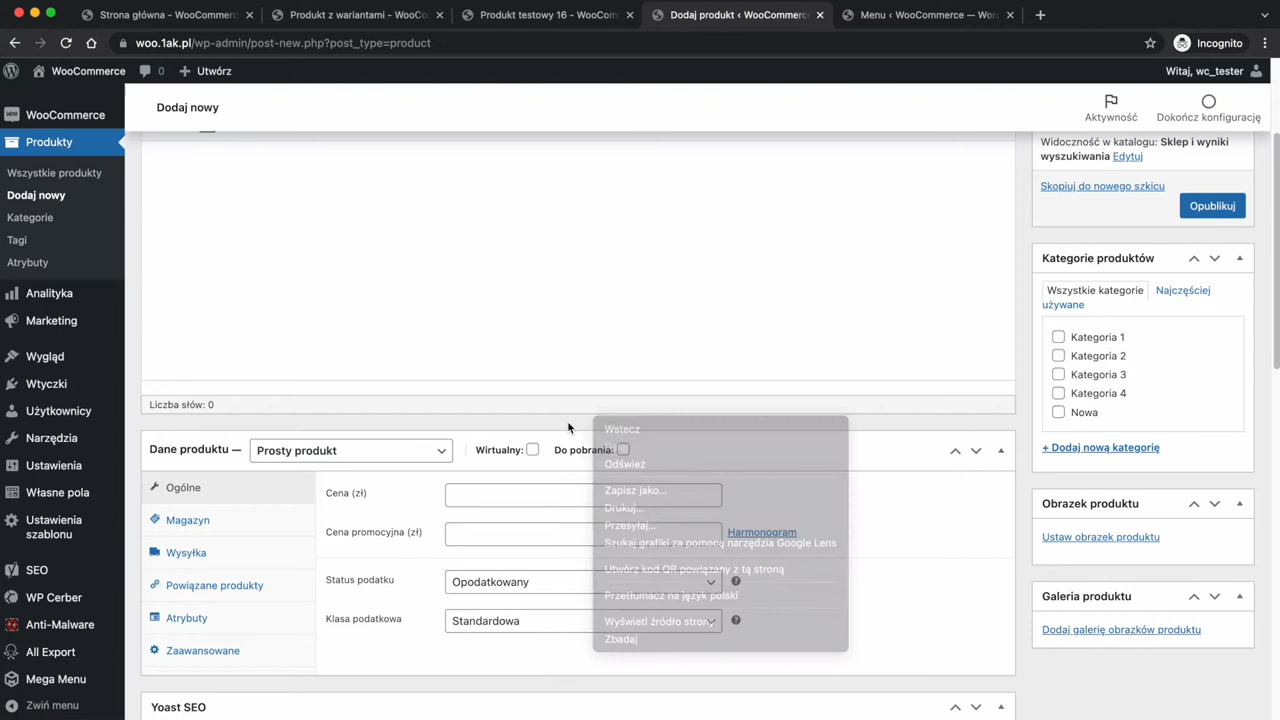 Strona główna - WooCommerce
Produkt z wariantami - WooCo
Produkt testowy 16 - WooCom
Dodaj produkt ‹ WooCommerce
Menu ‹ WooCommerce — Wor
woo.1ak.pl/wp-admin/post-new.php?post_type=product
Incognito
WooCommerce
0
Utwórz
Witaj, wc_tester
WooCommerce
Produkty
Wszystkie produkty
Dodaj nowy
Kategorie
Tagi
Atrybuty
Analityka
Marketing
Wygląd
Wtyczki
Użytkownicy
Narzędzia
Ustawienia
Własne pola
Ustawienia
szablonu
SEO
WP Cerber
Anti-Malware
All Export
Mega Menu
Zwiń menu
Dodaj nowy
Aktywność
Dokończ konfigurację
Liczba słów: 0
Dane produktu —
Prosty produkt
Wirtualny:
Do pobrania:
Ogólne
Magazyn
Wysyłka
Powiązane produkty
Atrybuty
Zaawansowane
Cena (zł)
Cena promocyjna (zł)
Harmonogram
Status podatku
Opodatkowany
Klasa podatkowa
Standardowa
Wstecz
Odśwież
Zapisz jako...
Drukuj...
Przesyłaj...
Szukaj grafiki za pomocą narzędzia Google Lens
Utwórz kod QR powiązany z tą stroną
Przetłumacz na język polski
Wyświetl źródło strony
Zbadaj
Yoast SEO
Widoczność w katalogu: Sklep i wyniki
wyszukiwania Edytuj
Skopiuj do nowego szkicu
Opublikuj
Kategorie produktów
Wszystkie kategorie
Najczęściej
używane
Kategoria 1
Kategoria 2
Kategoria 3
Kategoria 4
Nowa
+ Dodaj nową kategorię
Obrazek produktu
Ustaw obrazek produktu
Galeria produktu
Dodaj galerię obrazków produktu